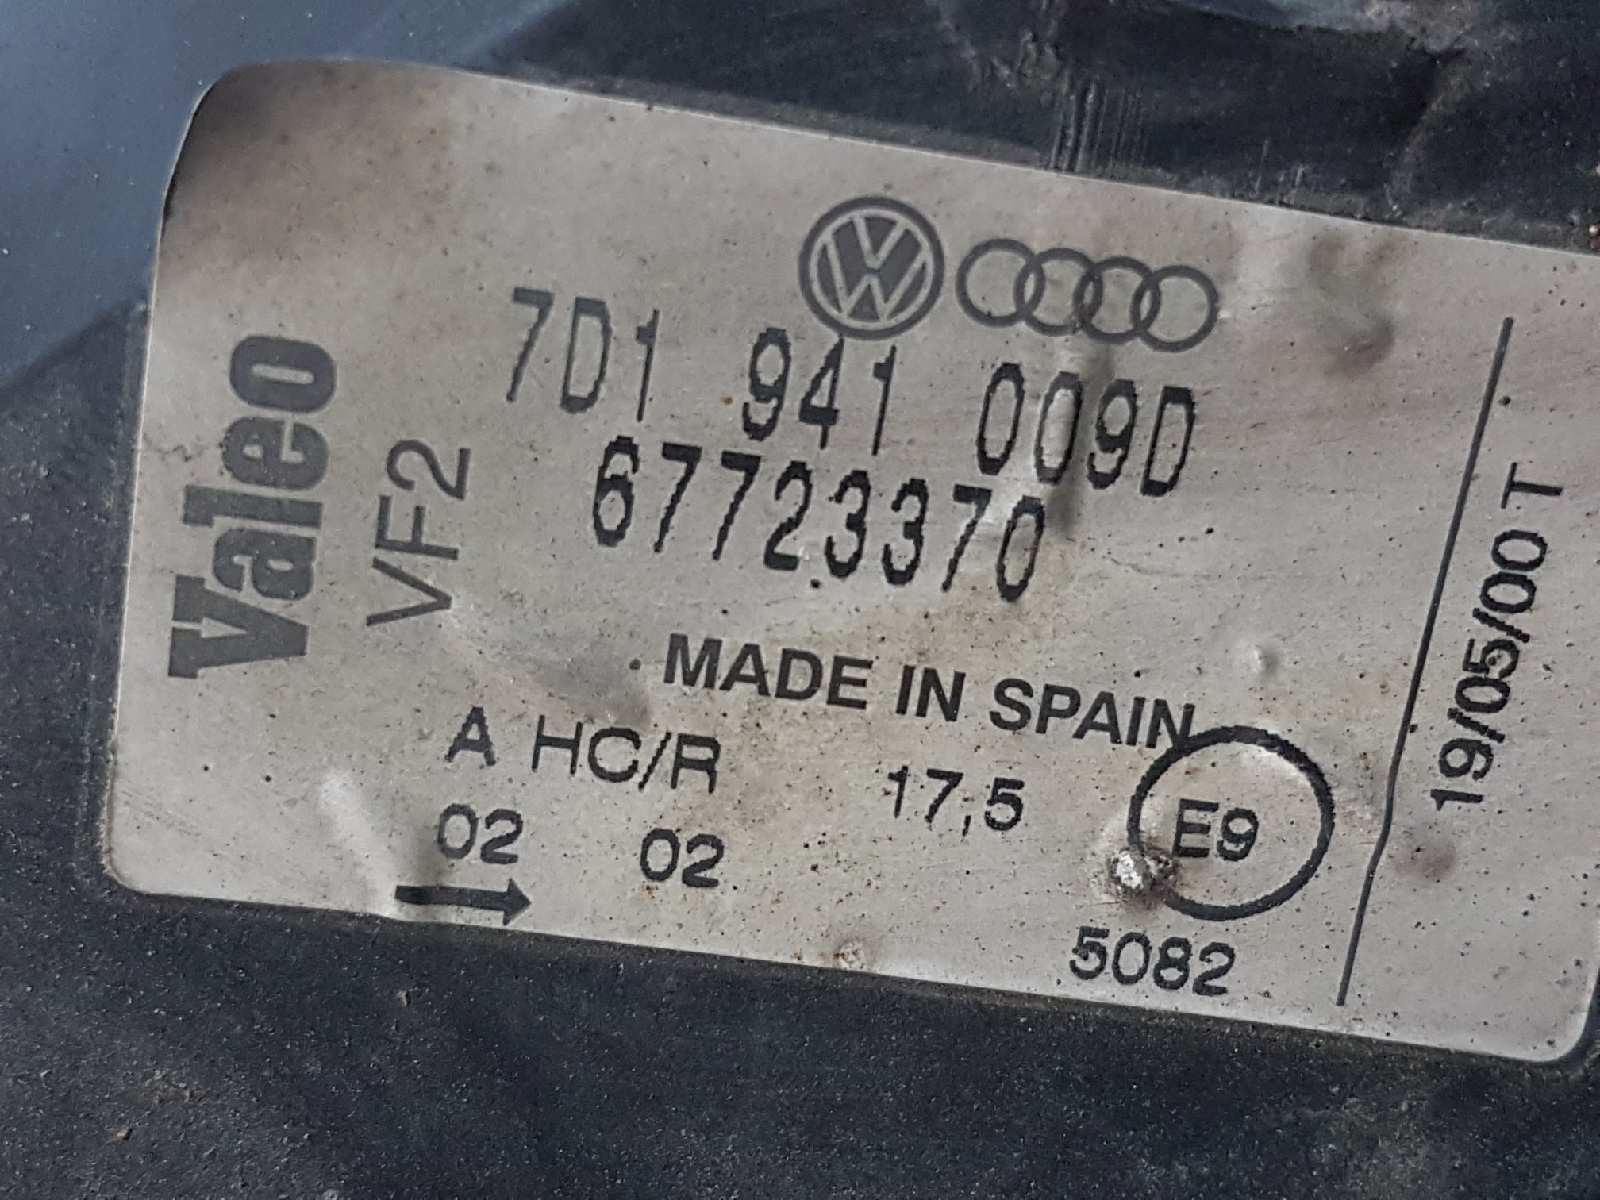 Valeo
VF2
7D1 941 009D
67723370
MADE IN SPAIN
A HC/R 17,5 E9
02 02
5082
19/05/00 T